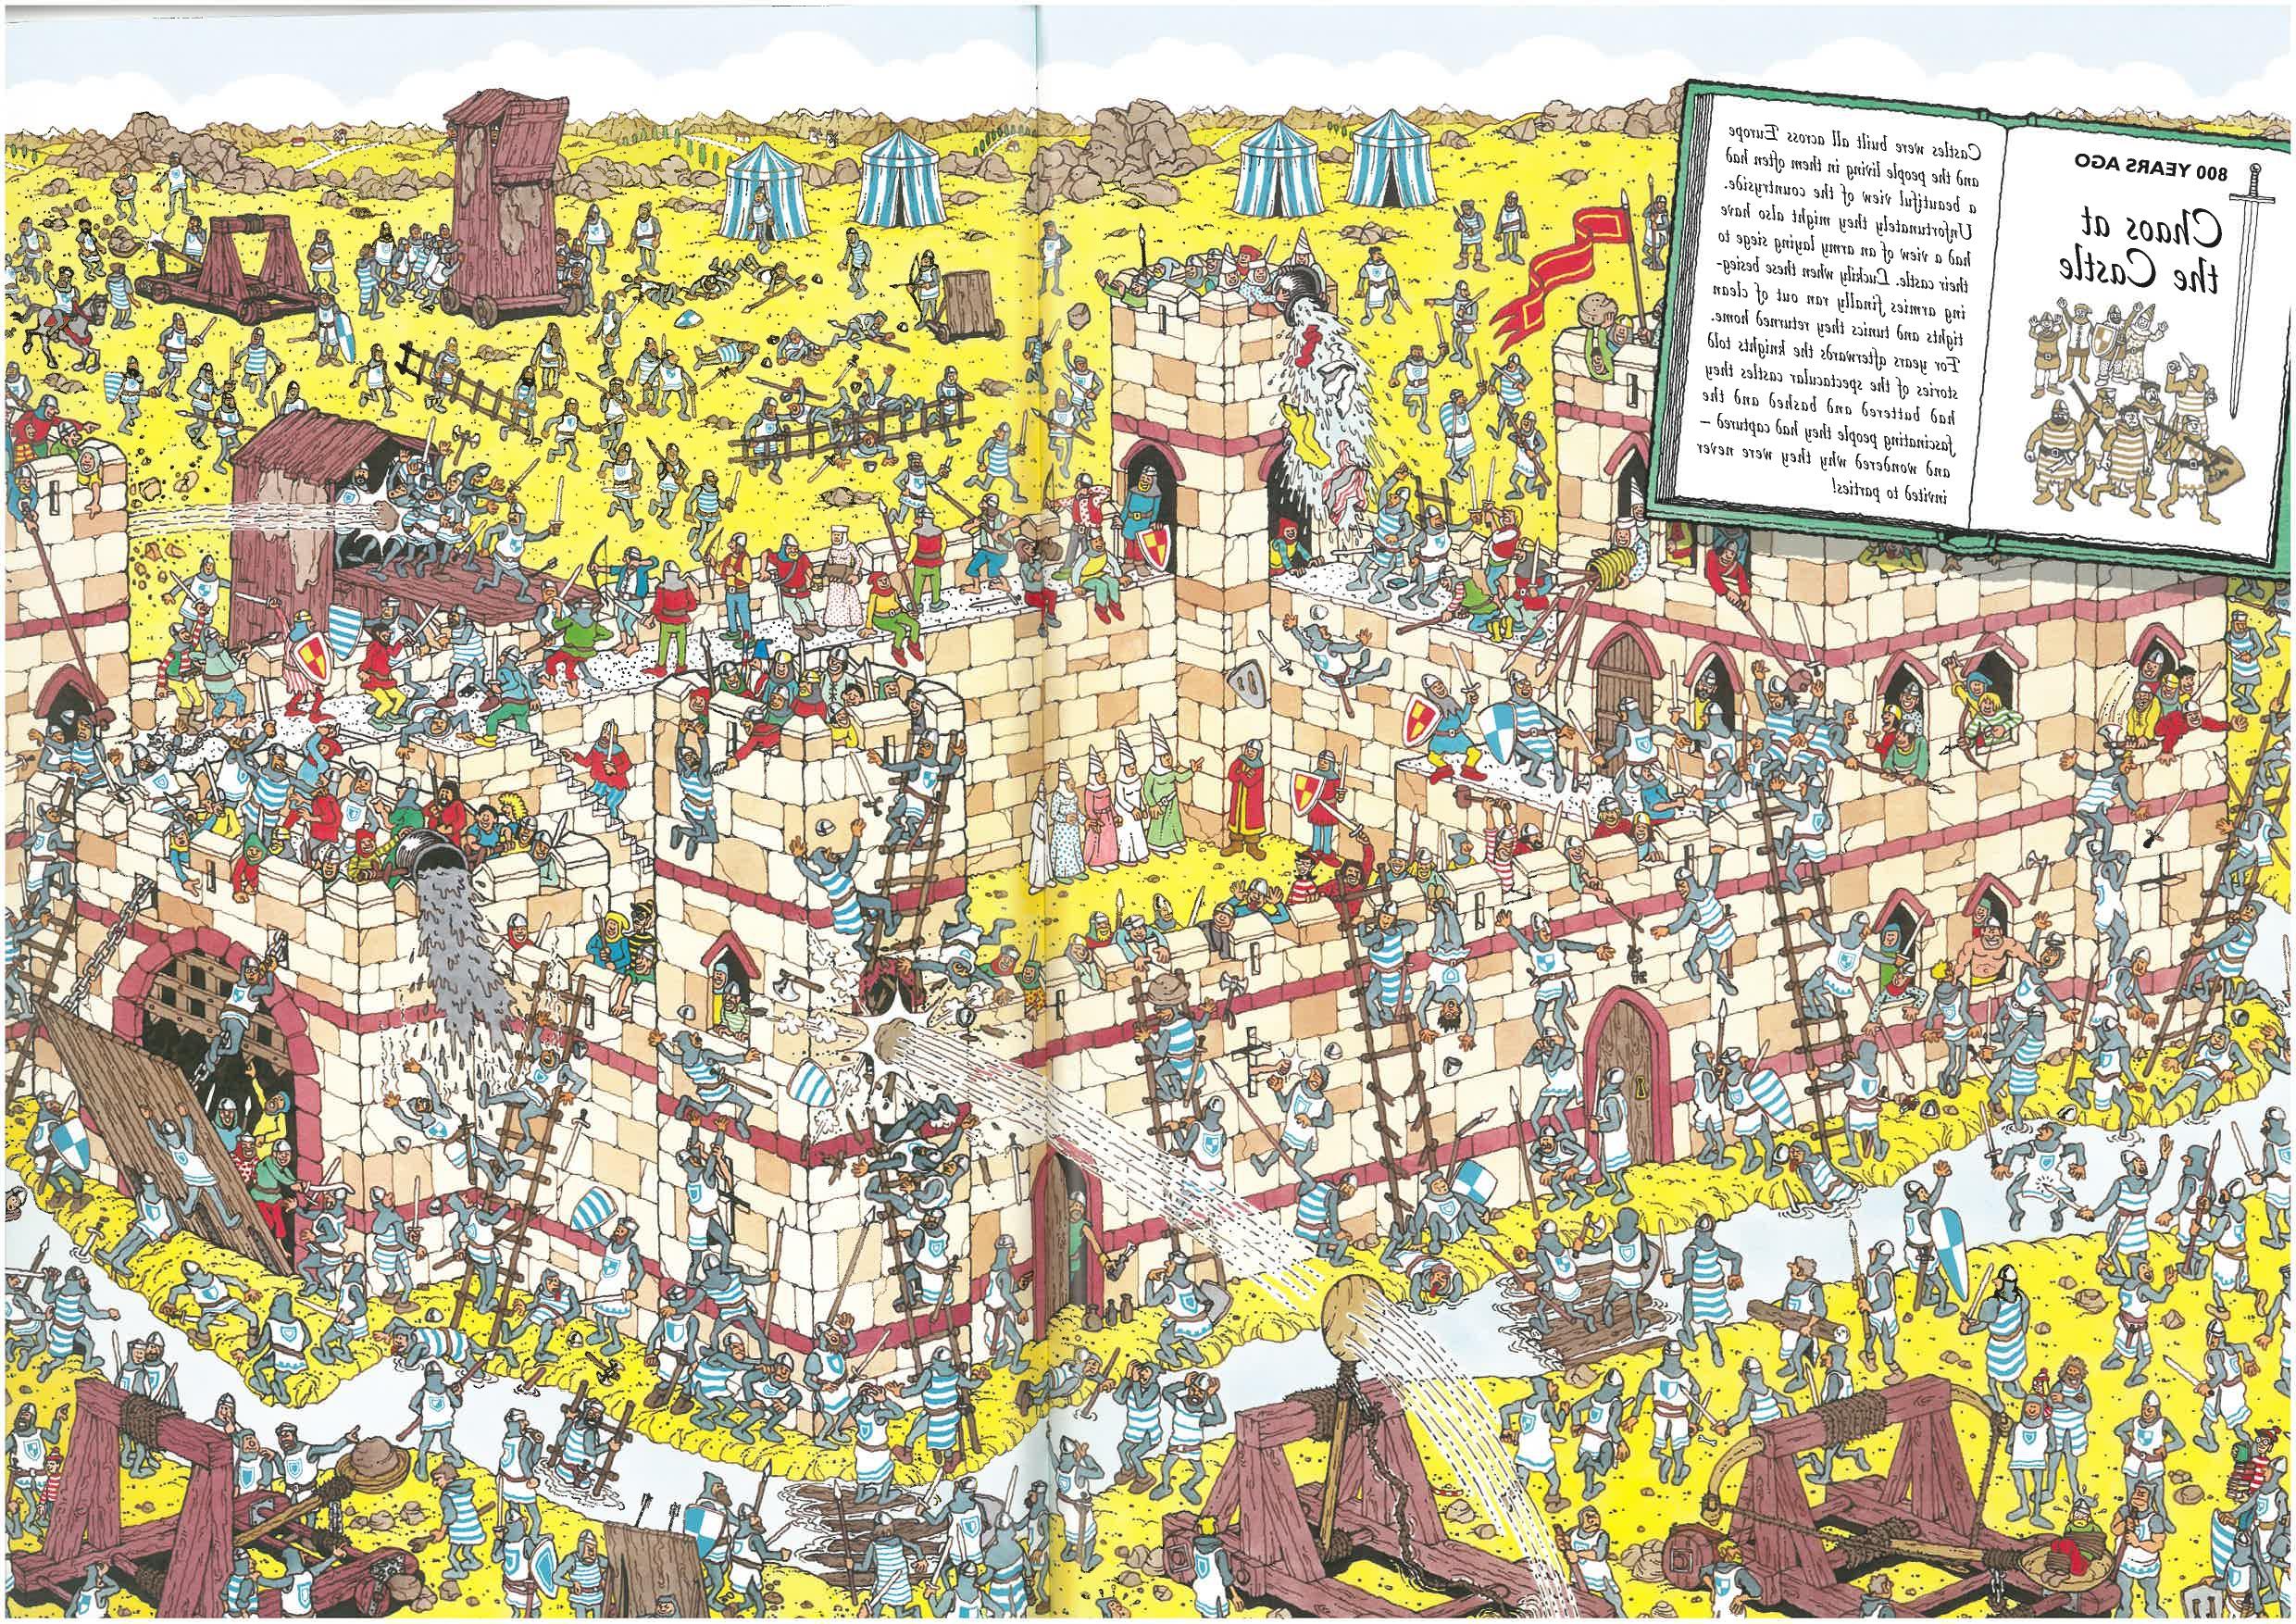 800 YEARS AGO
Chaos at
the Castle
Castles were built all across Europe
and the people living in them often had
a beautiful view of the countryside.
Unfortunately they might also have
had a view of an army laying siege to
their castle. Luckily when these besieg-
ing armies finally ran out of clean
tights and tunics they returned home.
For years afterwards the knights told
stories of the spectacular castles they
had battered and bashed and the
fascinating people they had captured –
and wondered why they were never
invited to parties!